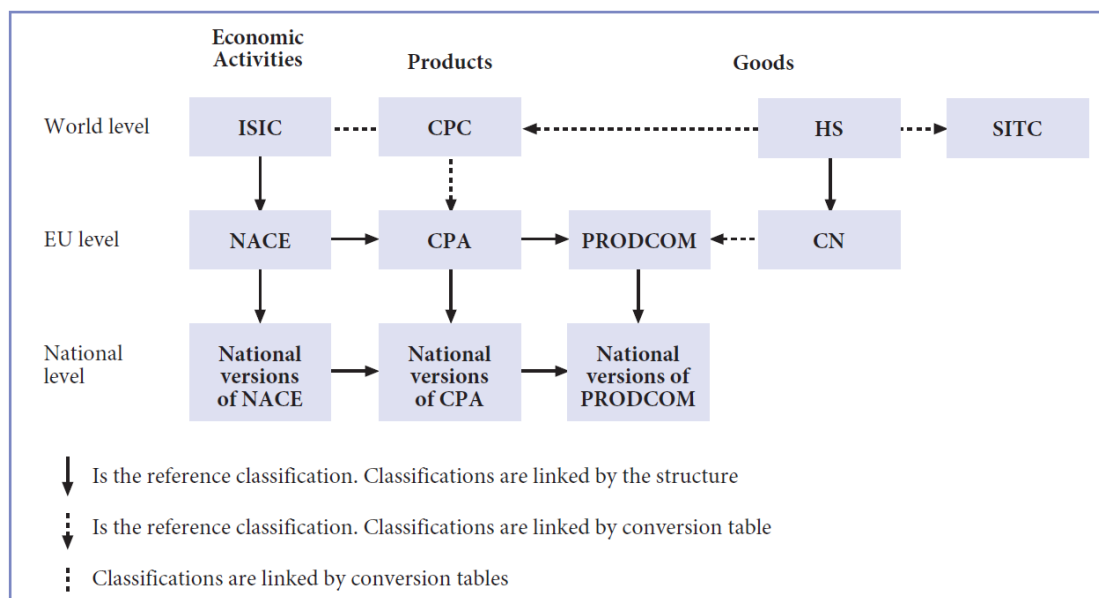 Economic
Activities
Products
Goods
World level
ISIC
CPC
HS
SITC
EU level
NACE
CPA
PRODCOM
CN
National
level
National
versions
of NACE
National
versions
of CPA
National
versions of
PRODCOM
Is the reference classification. Classifications are linked by the structure
Is the reference classification. Classifications are linked by conversion table
Classifications are linked by conversion tables